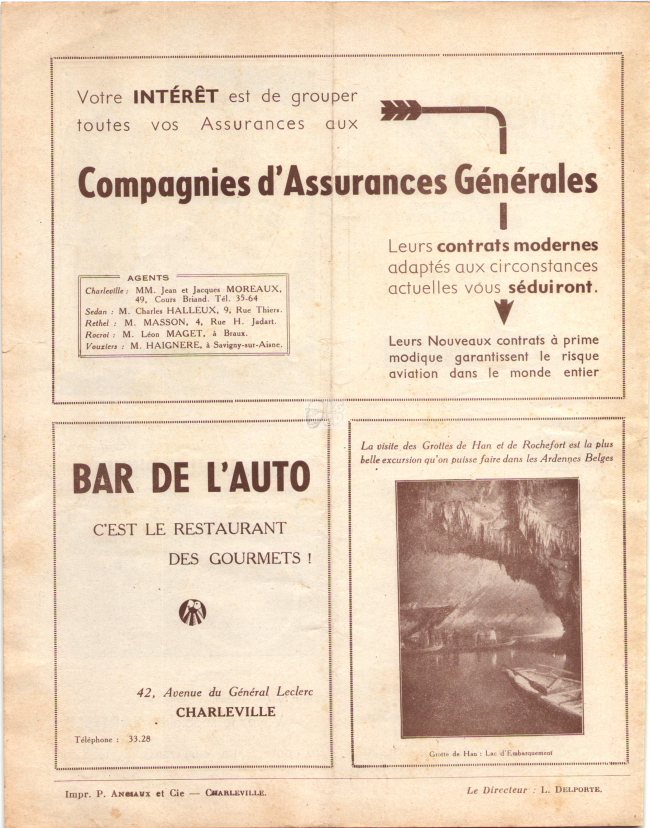 Votre INTÉRÊT est de grouper
toutes vos Assurances aux
Compagnies d'Assurances Générales
Leurs contrats modernes
adaptés aux circonstances
actuelles vous séduiront.
Leurs Nouveaux contrats à prime
modique garantissent le risque
aviation dans le monde entier
AGENTS
Charleville : MM. Jean et Jacques MOREAUX,
49, Cours Briand. Tél. 35-64
Sedan : M. Charles HALLEUX, 9, Rue Thiers.
Rethel : M. MASSON, 4, Rue H. Jadart.
Rocroi : M. Léon MAGET, à Braux.
Vouziers : M. HAIGNERE, à Savigny-sur-Aisne.
BAR DE L'AUTO
C'EST LE RESTAURANT
DES GOURMETS !
42, Avenue du Général Leclerc
CHARLEVILLE
Téléphone : 33.28
La visite des Grottes de Han et de Rochefort est la plus
belle excursion qu'on puisse faire dans les Ardennes Belges
Grotte de Han : Lac d'Embarquement
Impr. P. ANCIAUX et Cie — CHARLEVILLE.
Le Directeur : L. DELPORTE.